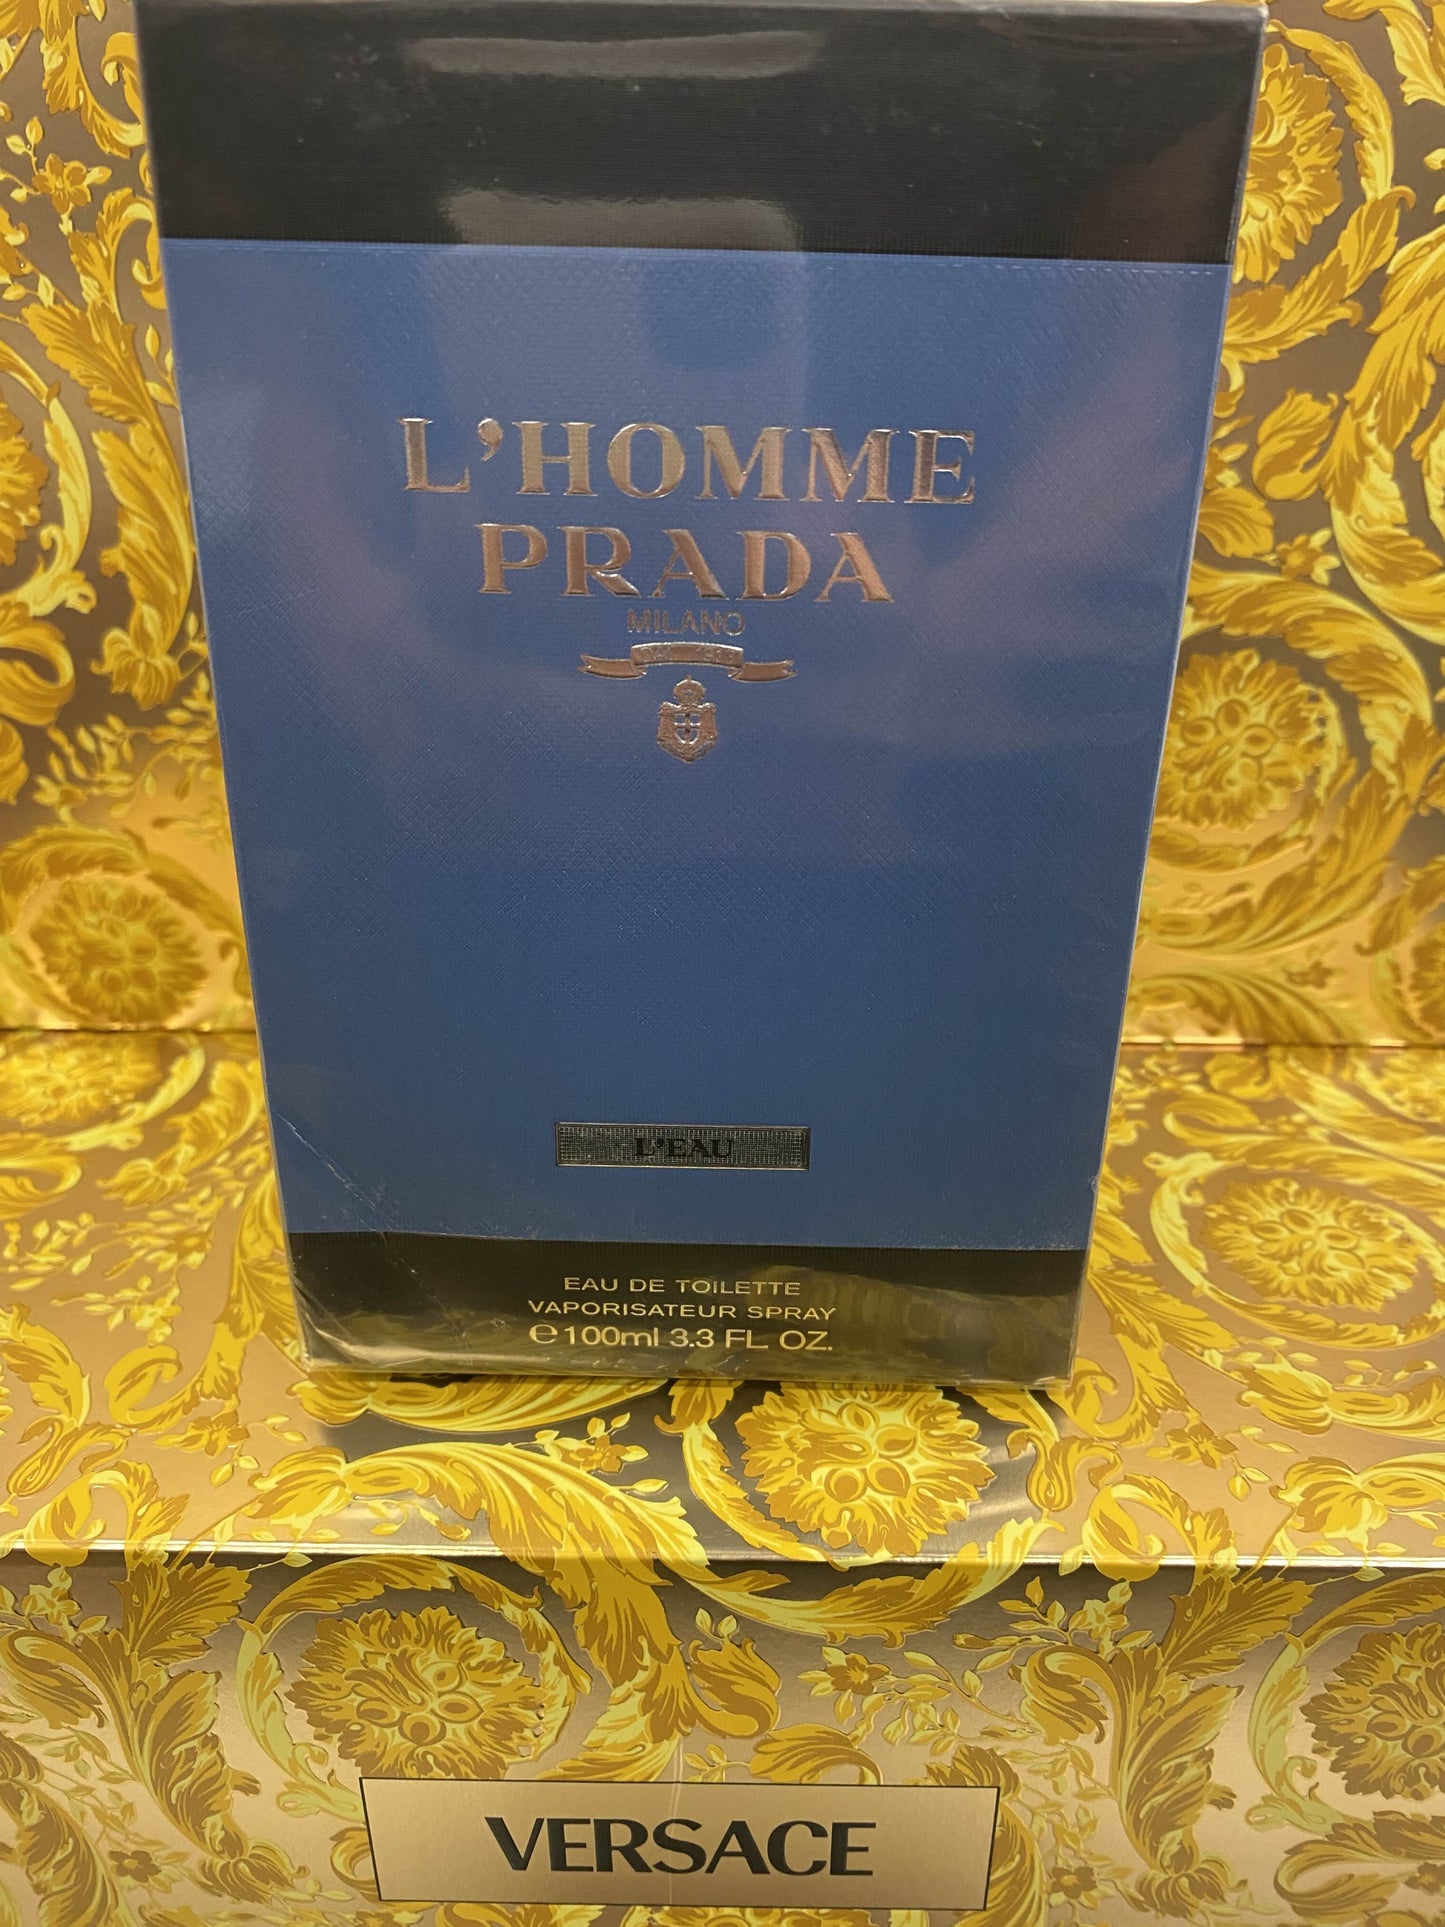 L'HOMME
PRADA
MILANO
L'EAU
EAU DE TOILETTE
VAPORISATEUR SPRAY
℮100ml 3.3 FL. OZ.
VERSACE